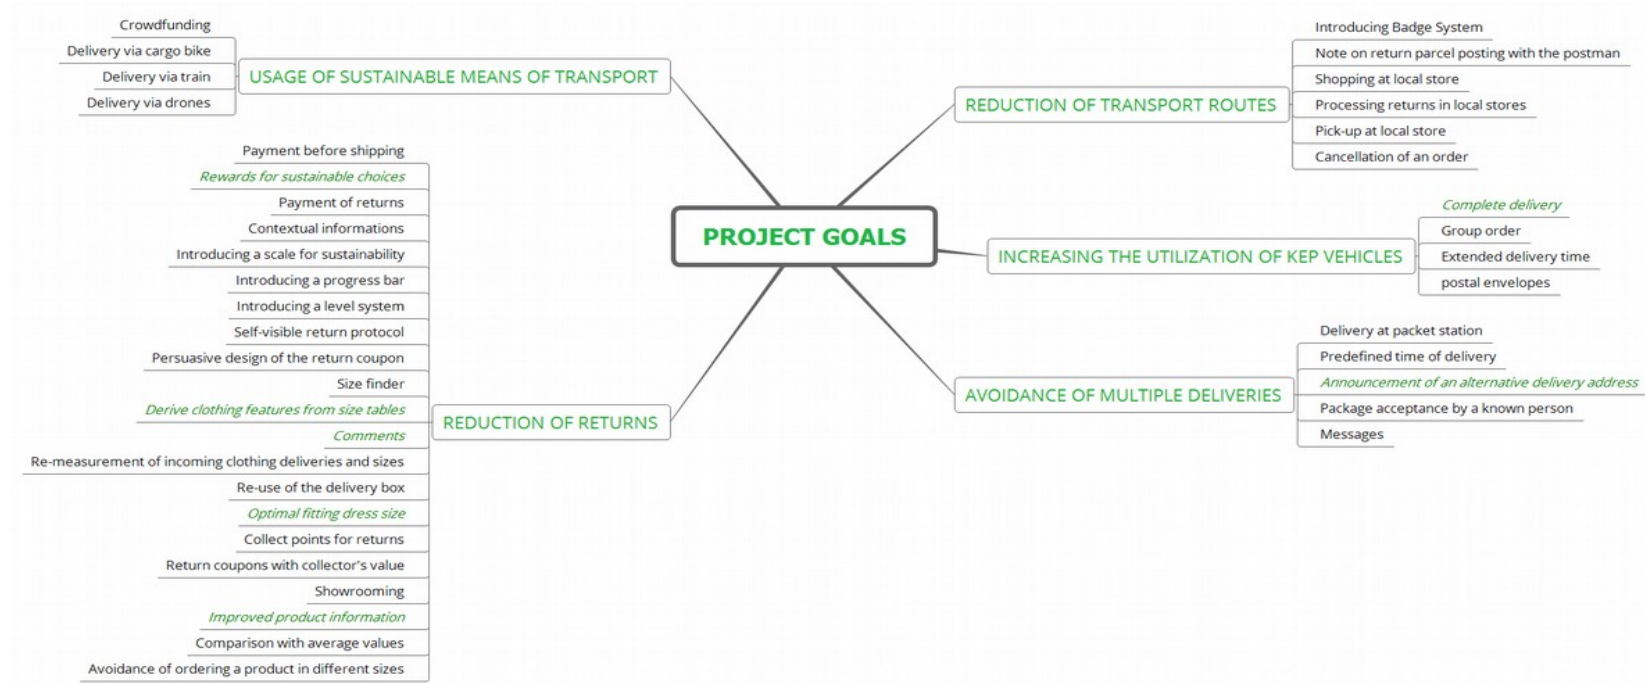 Crowdfunding
Delivery via cargo bike
Delivery via train
Delivery via drones
USAGE OF SUSTAINABLE MEANS OF TRANSPORT
Payment before shipping
Rewards for sustainable choices
Payment of returns
Contextual informations
Introducing a scale for sustainability
Introducing a progress bar
Introducing a level system
Self-visible return protocol
Persuasive design of the return coupon
Size finder
Derive clothing features from size tables
Comments
Re-measurement of incoming clothing deliveries and sizes
Re-use of the delivery box
Optimal fitting dress size
Collect points for returns
Return coupons with collector's value
Showrooming
Improved product information
Comparison with average values
Avoidance of ordering a product in different sizes
REDUCTION OF RETURNS
PROJECT GOALS
REDUCTION OF TRANSPORT ROUTES
Introducing Badge System
Note on return parcel posting with the postman
Shopping at local store
Processing returns in local stores
Pick-up at local store
Cancellation of an order
INCREASING THE UTILIZATION OF KEP VEHICLES
Complete delivery
Group order
Extended delivery time
postal envelopes
AVOIDANCE OF MULTIPLE DELIVERIES
Delivery at packet station
Predefined time of delivery
Announcement of an alternative delivery address
Package acceptance by a known person
Messages